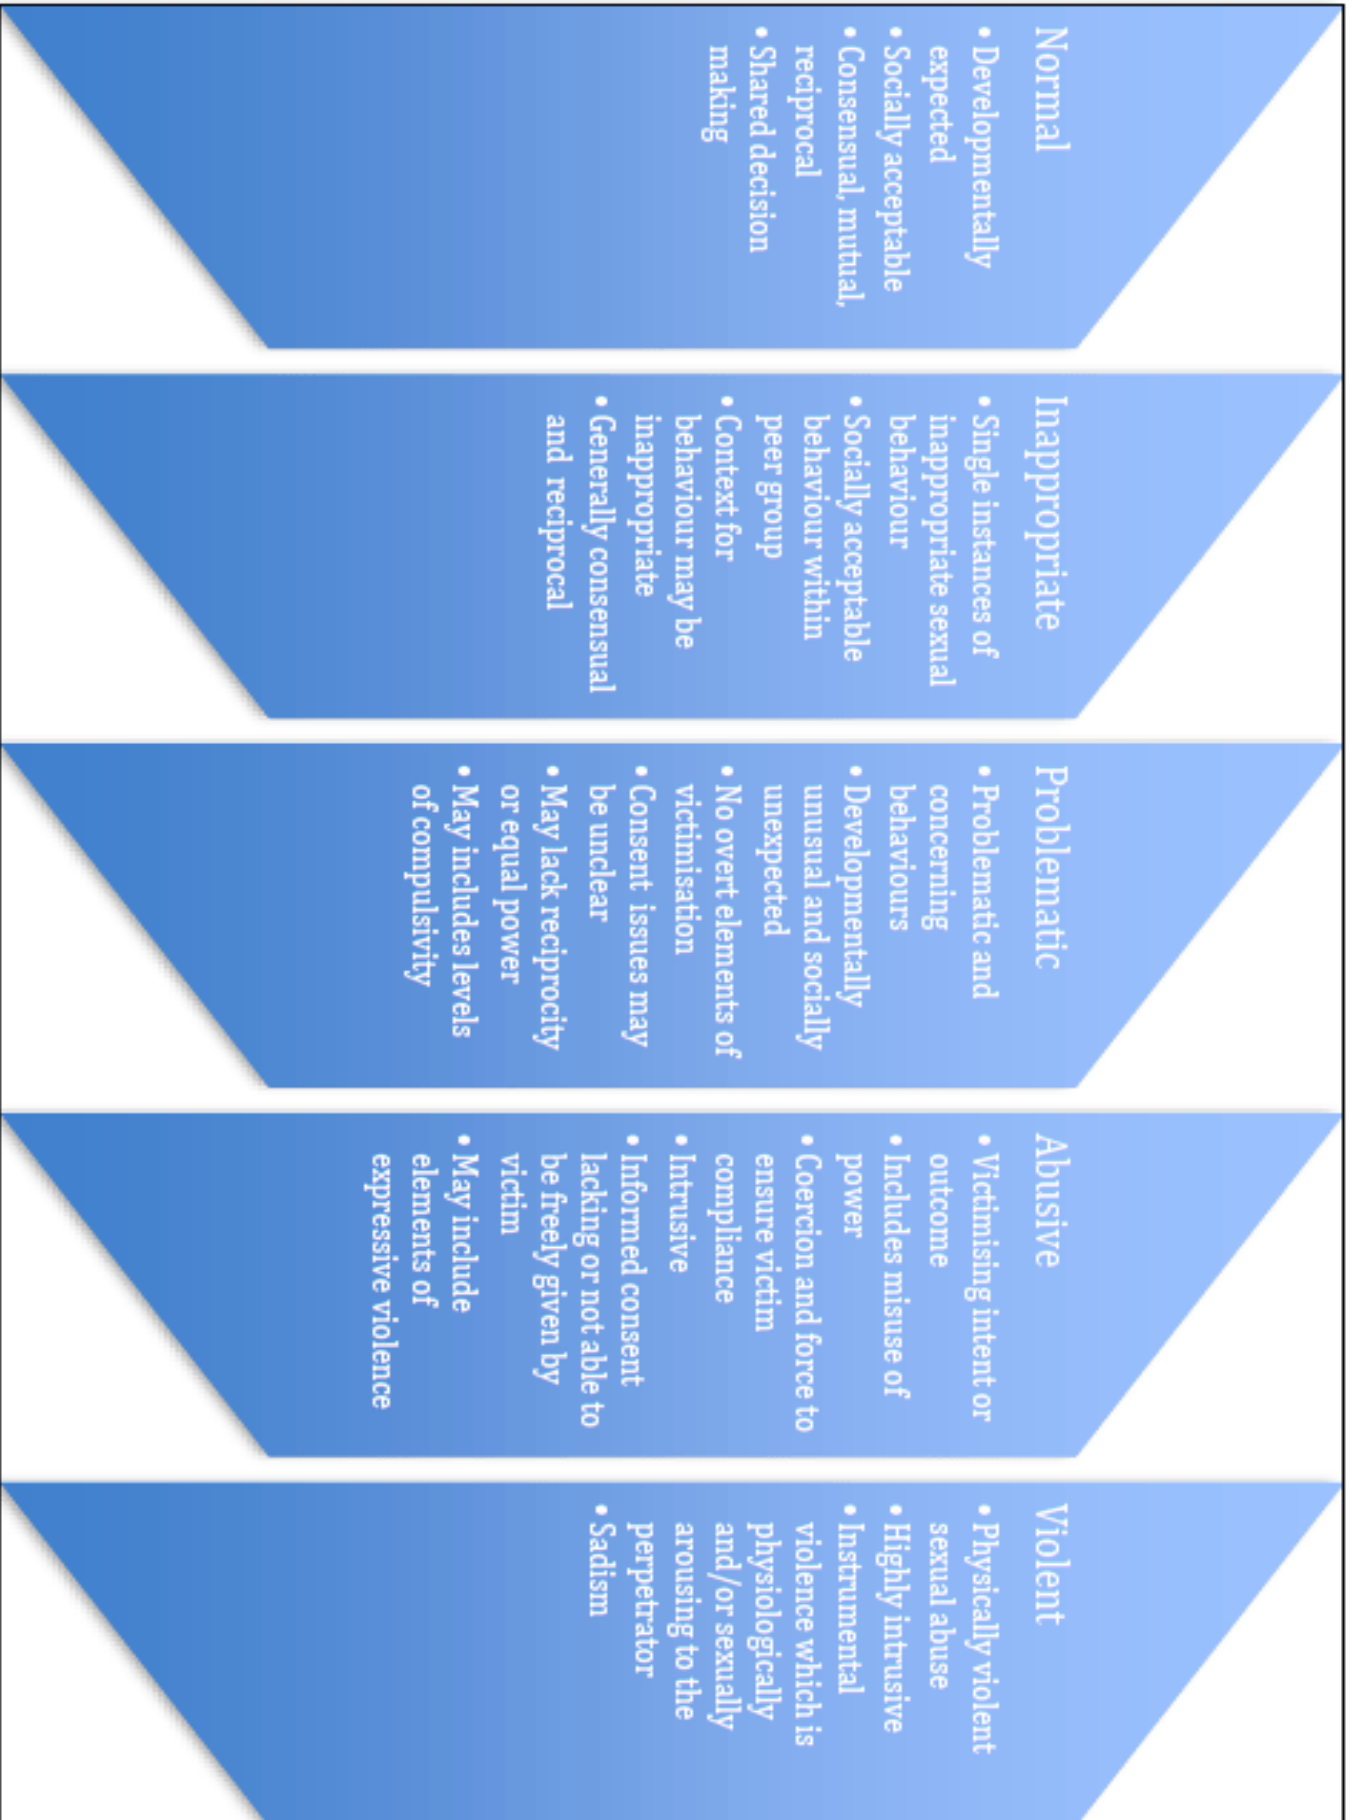 Normal
• Developmentally
expected
• Socially acceptable
• Consensual, mutual,
reciprocal
• Shared decision
making
Inappropriate
• Single instances of
inappropriate sexual
behaviour
• Socially acceptable
behaviour within
peer group
• Context for
behaviour may be
inappropriate
• Generally consensual
and reciprocal
Problematic
• Problematic and
concerning
behaviours
• Developmentally
unusual and socially
unexpected
• No overt elements of
victimisation
• Consent issues may
be unclear
• May lack reciprocity
or equal power
• May includes levels
of compulsivity
Abusive
• Victimising intent or
outcome
• Includes misuse of
power
• Coercion and force to
ensure victim
compliance
• Intrusive
• Informed consent
lacking or not able to
be freely given by
victim
• May include
elements of
expressive violence
Violent
• Physically violent
sexual abuse
• Highly intrusive
• Instrumental
violence which is
physiologically
and/or sexually
arousing to the
perpetrator
• Sadism